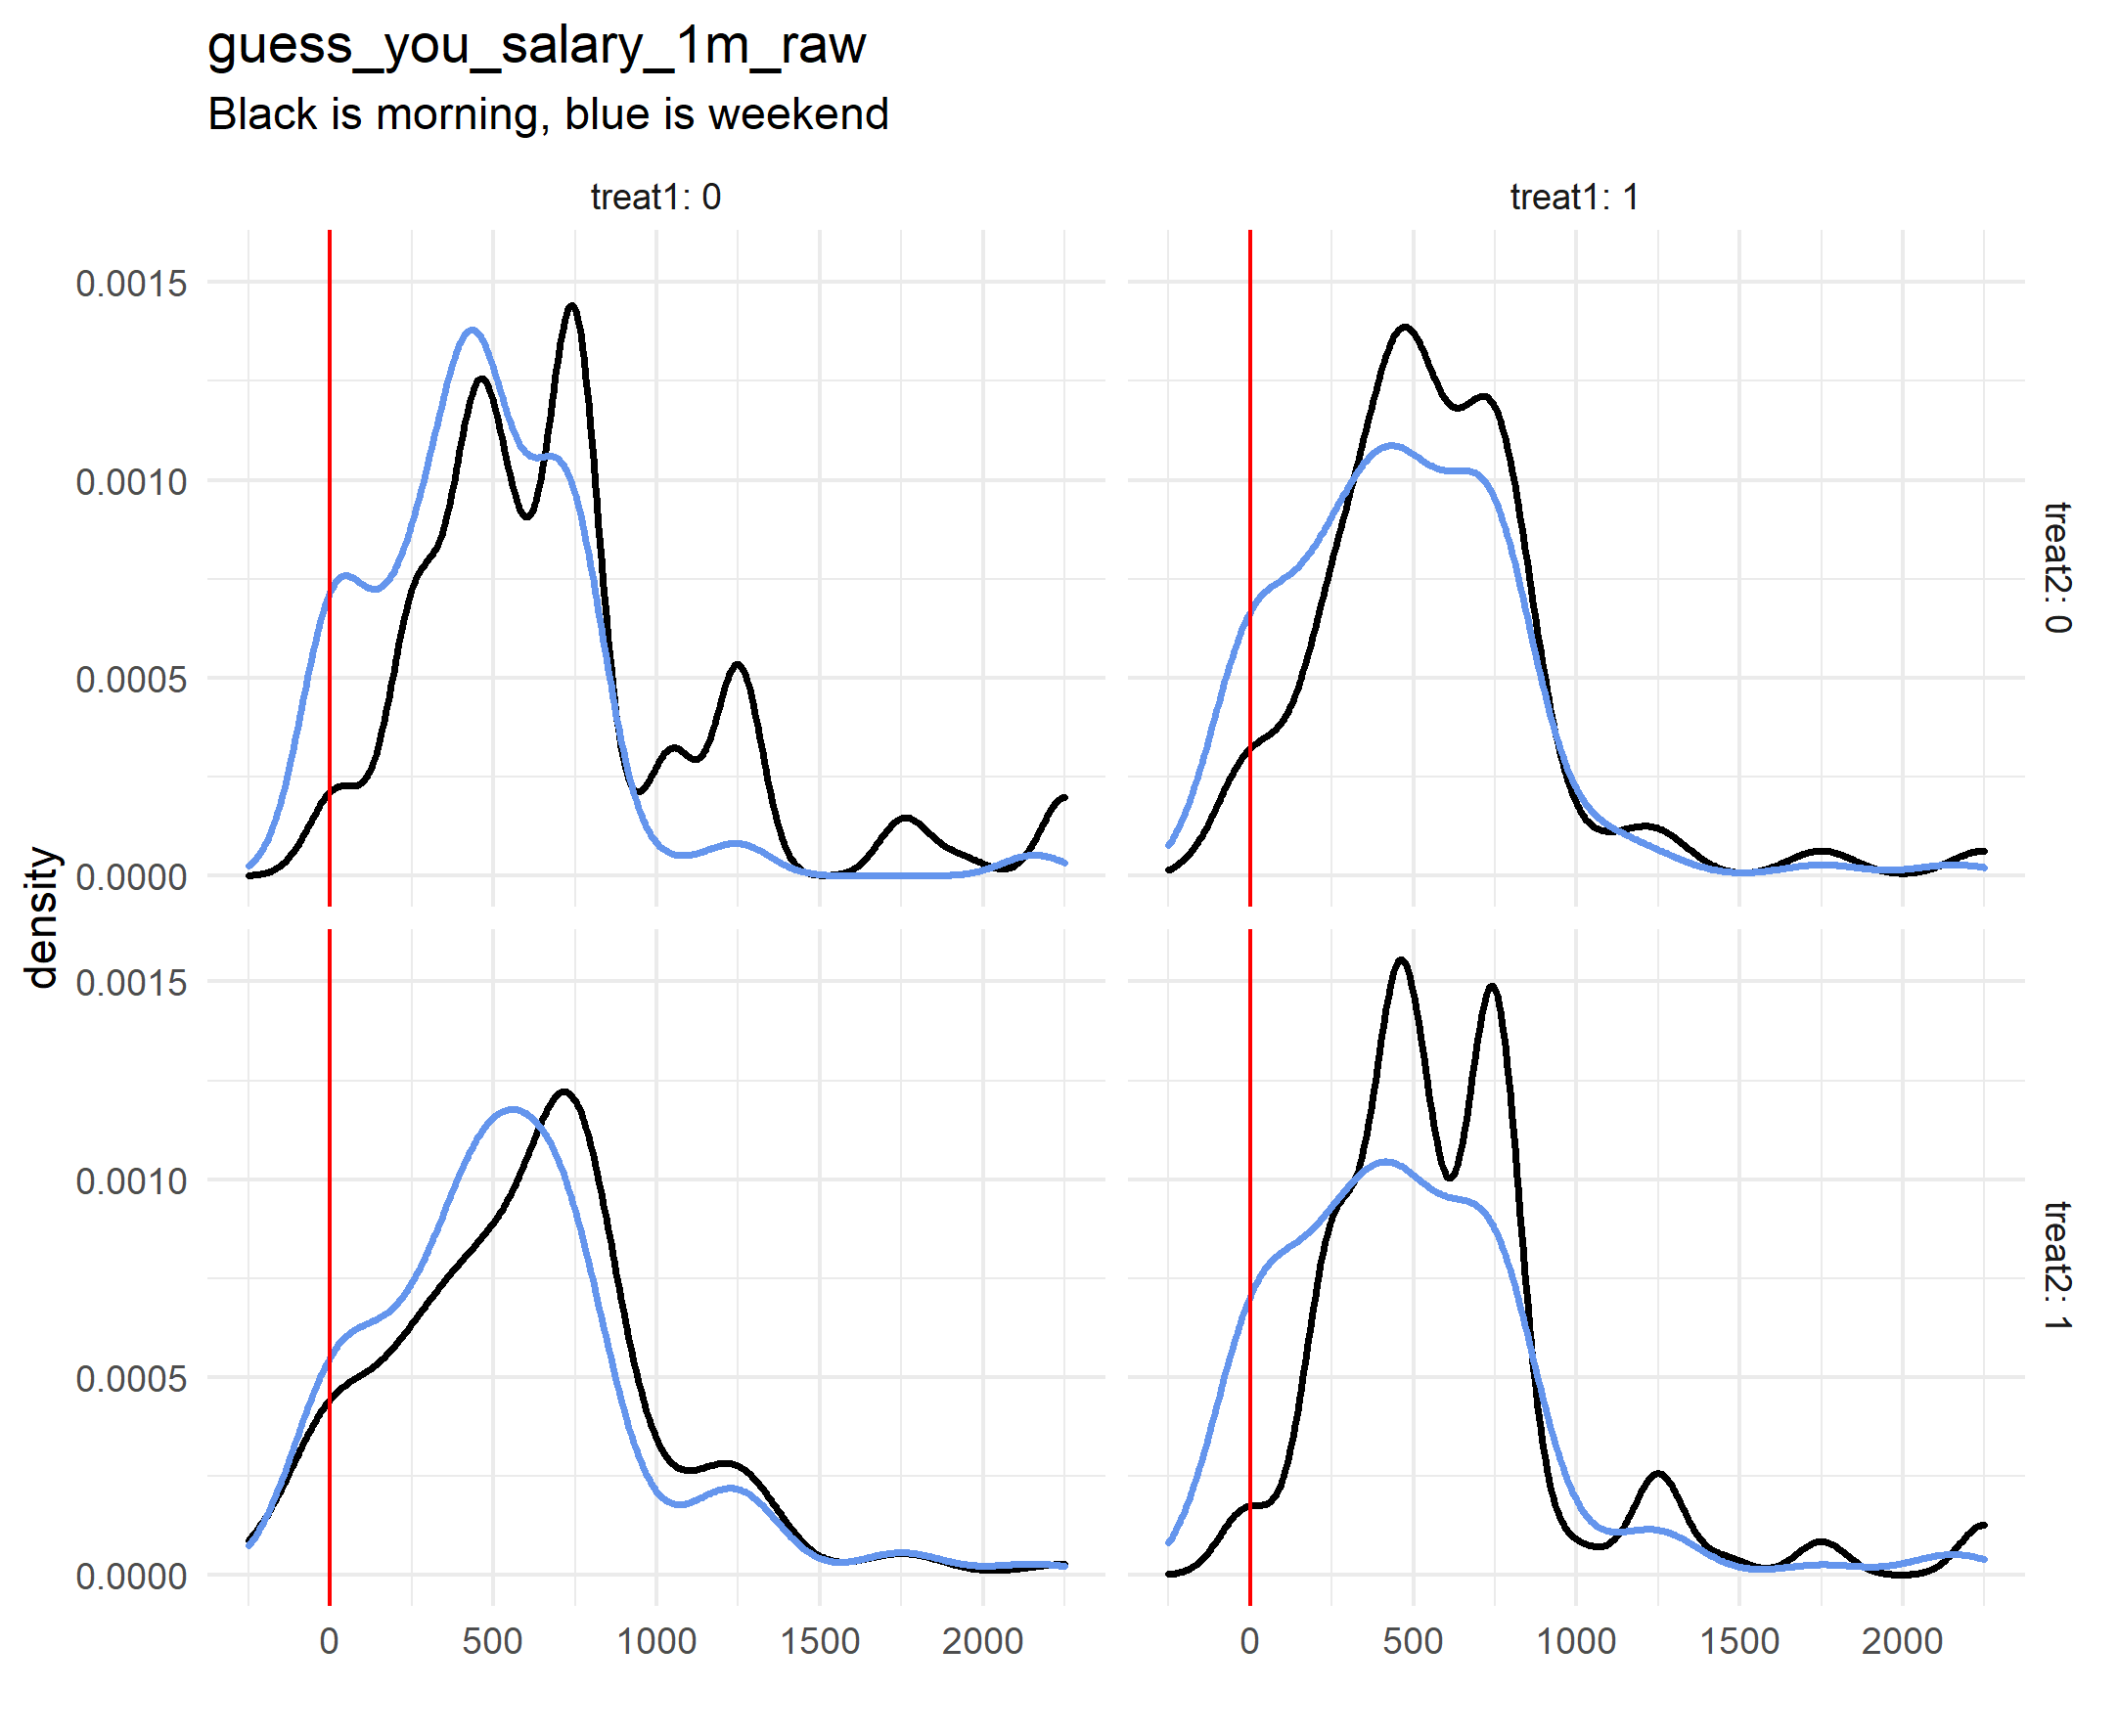 guess_you_salary_1m_raw
Black is morning, blue is weekend
treat1: 0
treat1: 1
0.0015
0.0010
0.0005
0.0000
treat2: 0
density
0.0015
0.0010
0.0005
0.0000
treat2: 1
0 500 1000 1500 2000
0 500 1000 1500 2000